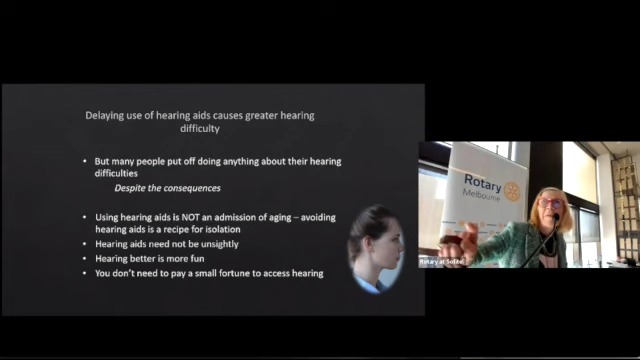 Delaying use of hearing aids causes greater hearing
difficulty
• But many people put off doing anything about their hearing
difficulties
Despite the consequences
• Using hearing aids is NOT an admission of aging – avoiding
hearing aids is a recipe for isolation
• Hearing aids need not be unsightly
• Hearing better is more fun
• You don't need to pay a small fortune to access hearing
Rotary
Melbourne
Rotary at Sofitel